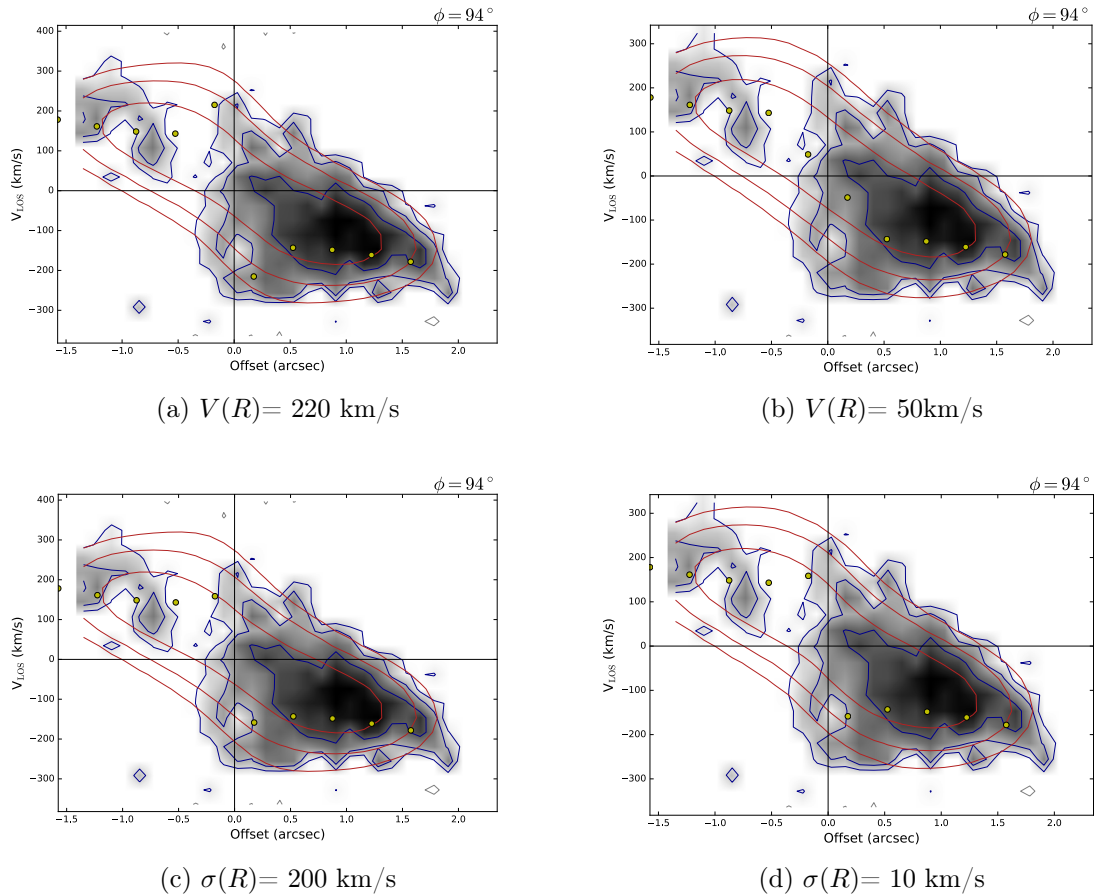 ϕ = 94° ϕ = 94°
400
300
200
100
0
−100
−200
−300
V_LOS (km/s)
−1.5 −1.0 −0.5 0.0 0.5 1.0 1.5 2.0
Offset (arcsec)
(a) V(R)= 220 km/s
300
200
100
0
−100
−200
−300
V_LOS (km/s)
−1.5 −1.0 −0.5 0.0 0.5 1.0 1.5 2.0
Offset (arcsec)
(b) V(R)= 50km/s
ϕ = 94° ϕ = 94°
400
300
200
100
0
−100
−200
−300
V_LOS (km/s)
−1.5 −1.0 −0.5 0.0 0.5 1.0 1.5 2.0
Offset (arcsec)
(c) σ(R)= 200 km/s
300
200
100
0
−100
−200
−300
V_LOS (km/s)
−1.5 −1.0 −0.5 0.0 0.5 1.0 1.5 2.0
Offset (arcsec)
(d) σ(R)= 10 km/s